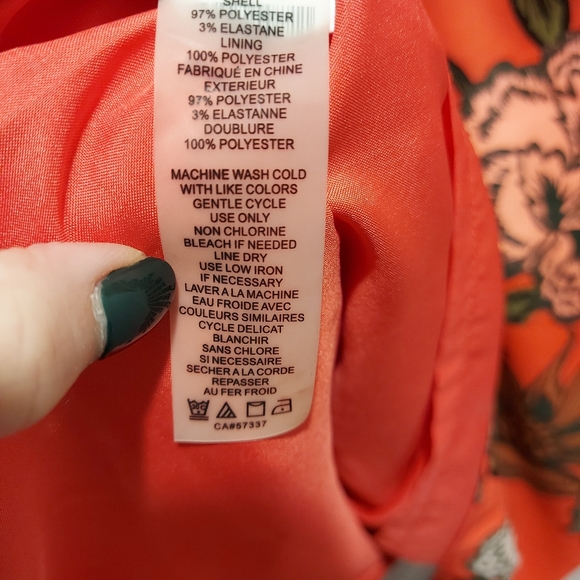 SHELL
97% POLYESTER
3% ELASTANE
LINING
100% POLYESTER
FABRIQUÉ EN CHINE
EXTERIEUR
97% POLYESTER
3% ELASTANNE
DOUBLURE
100% POLYESTER
MACHINE WASH COLD
WITH LIKE COLORS
GENTLE CYCLE
USE ONLY
NON CHLORINE
BLEACH IF NEEDED
LINE DRY
USE LOW IRON
IF NECESSARY
LAVER A LA MACHINE
EAU FROIDE AVEC
COULEURS SIMILAIRES
CYCLE DELICAT
BLANCHIR
SANS CHLORE
SI NECESSAIRE
SECHER A LA CORDE
REPASSER
AU FER FROID
CA#57337